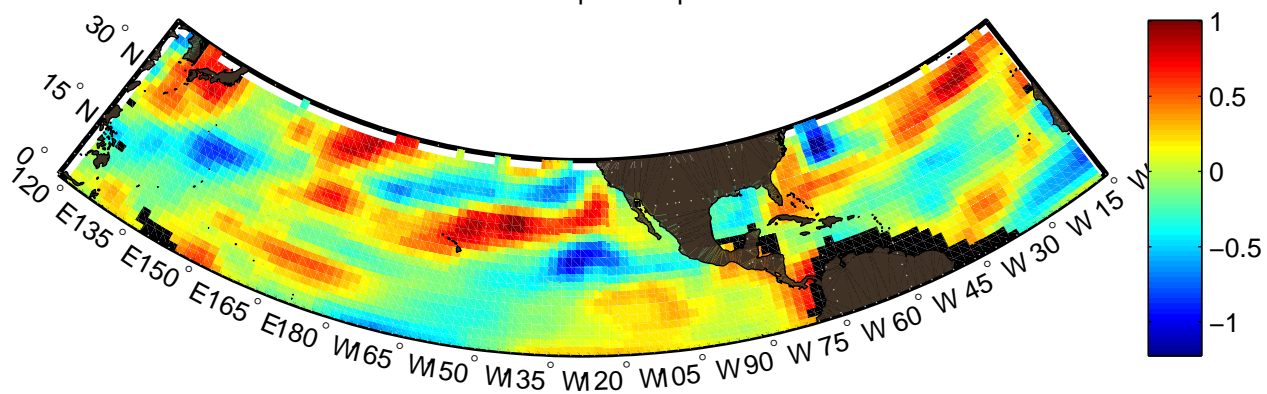 30° N
15° N
0°
120° E
135° E
150° E
165° E
180° W
165° W
150° W
135° W
120° W
105° W
90° W
75° W
60° W
45° W
30° W
15° W
1
0.5
0
−0.5
−1